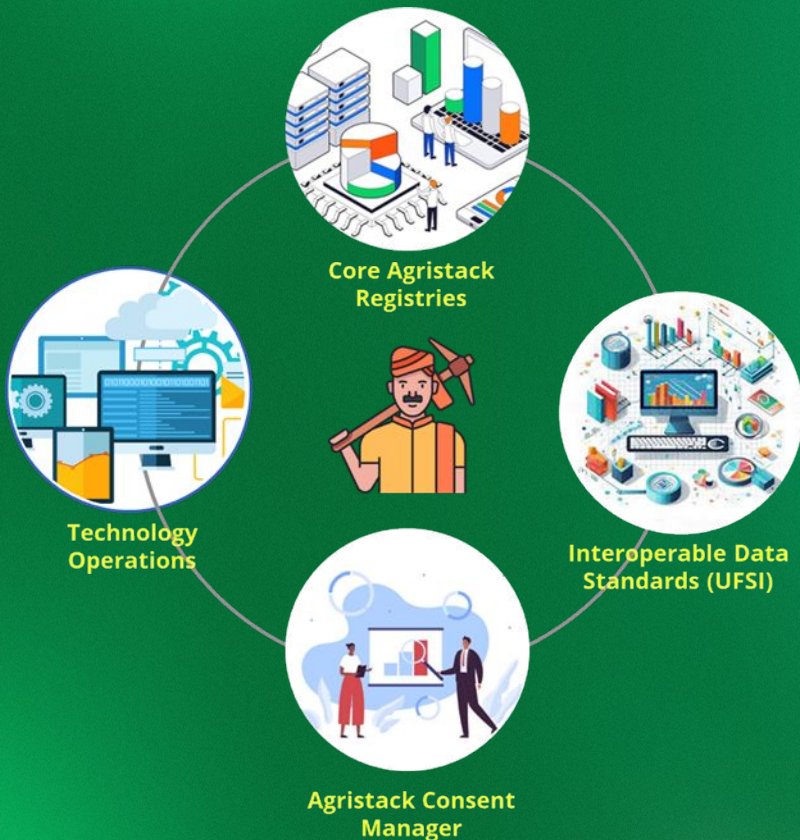 Core Agristack
Registries
Technology
Operations
Interoperable Data
Standards (UFSI)
Agristack Consent
Manager